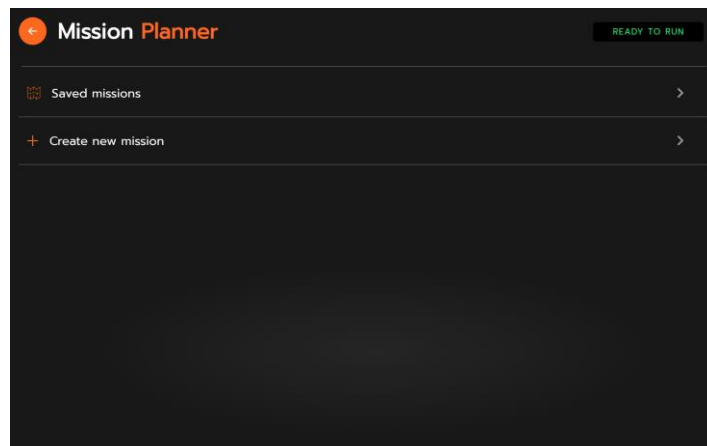 Mission Planner
READY TO RUN
Saved missions
Create new mission